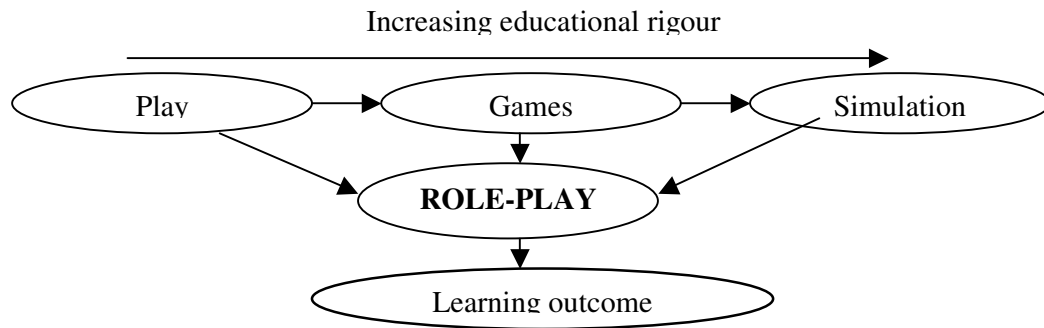 Increasing educational rigour
Play Games Simulation
ROLE-PLAY
Learning outcome